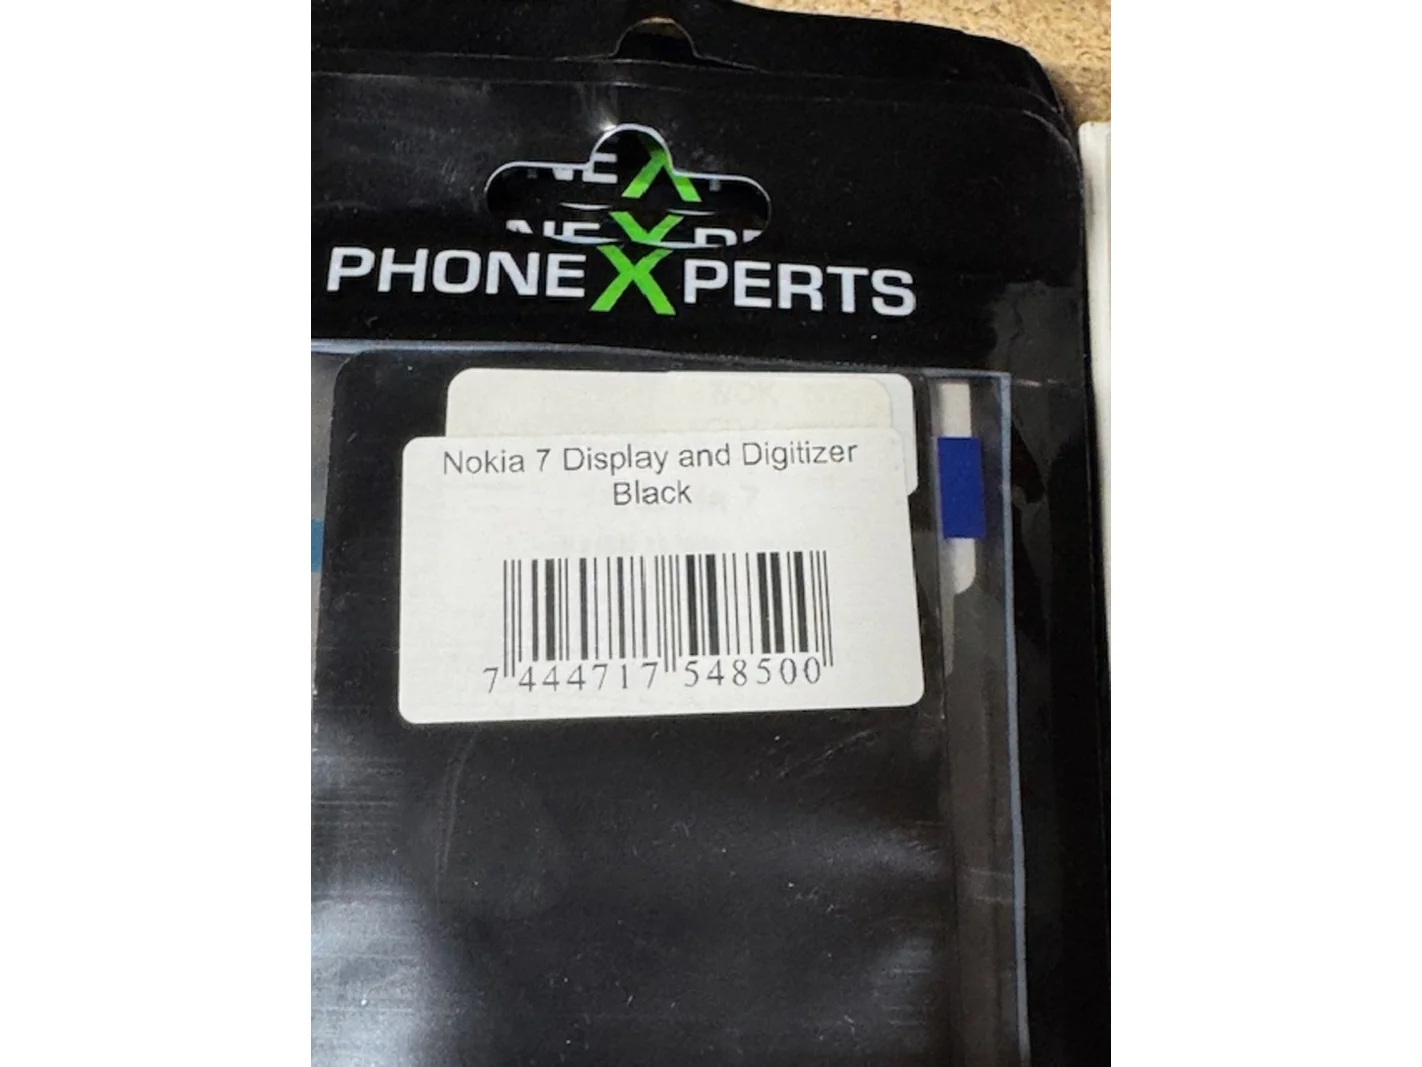 PHONEXPERTS
Nokia 7 Display and Digitizer
Black
7 444717 548500